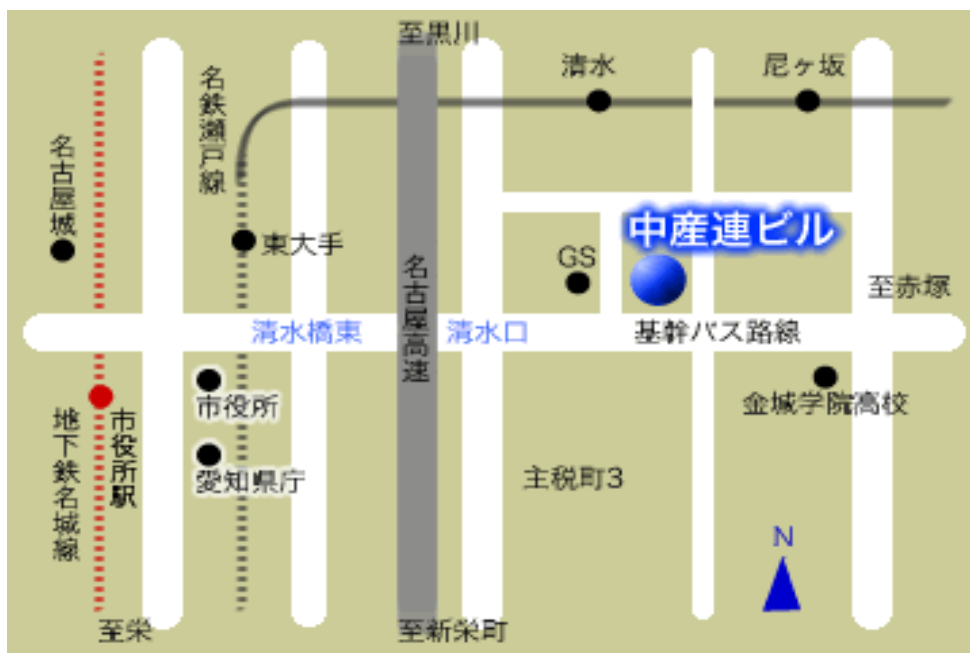 至黒川
清水
尼ヶ坂
名鉄瀬戸線
名古屋城
中産連ビル
東大手
GS
名古屋高速
至赤塚
清水橋東
清水口
基幹バス路線
市役所
金城学院高校
市役所駅
地下鉄名城線
愛知県庁
主税町3
N
至栄
至新栄町